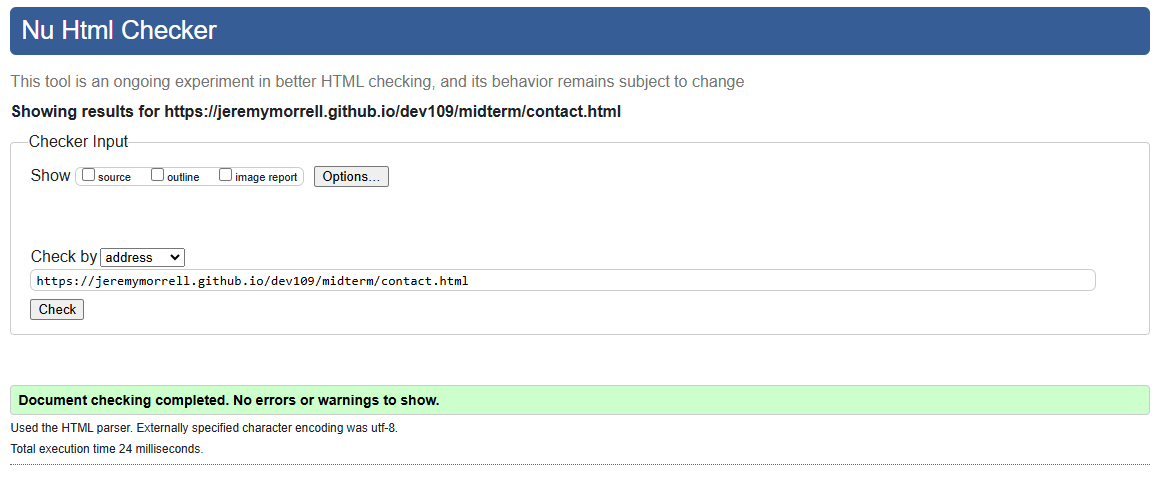 Nu Html Checker
This tool is an ongoing experiment in better HTML checking, and its behavior remains subject to change
Showing results for https://jeremymorrell.github.io/dev109/midterm/contact.html
Checker Input
Show source outline image report Options...
Check by address
https://jeremymorrell.github.io/dev109/midterm/contact.html
Check
Document checking completed. No errors or warnings to show.
Used the HTML parser. Externally specified character encoding was utf-8.
Total execution time 24 milliseconds.